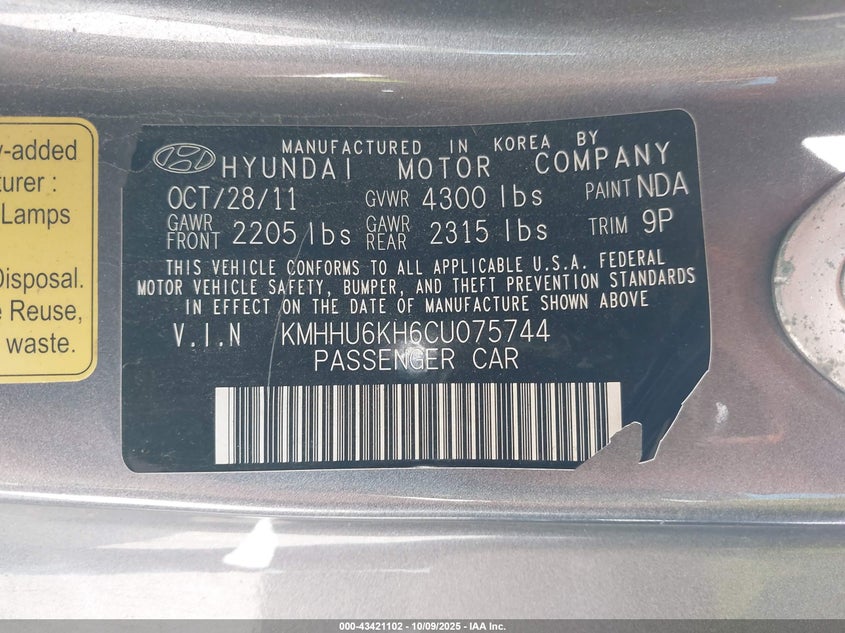 y-added
turer :
Lamps
Disposal.
e Reuse,
waste.
MANUFACTURED IN KOREA BY
HYUNDAI MOTOR COMPANY
OCT/28/11 GVWR 4300 lbs PAINT NDA
GAWR FRONT 2205 lbs GAWR REAR 2315 lbs TRIM 9P
THIS VEHICLE CONFORMS TO ALL APPLICABLE U.S.A. FEDERAL
MOTOR VEHICLE SAFETY, BUMPER, AND THEFT PREVENTION STANDARDS
IN EFFECT ON THE DATE OF MANUFACTURE SHOWN ABOVE
V.I.N KMHHU6KH6CU075744
PASSENGER CAR
000-43421102 - 10/09/2025 - IAA Inc.